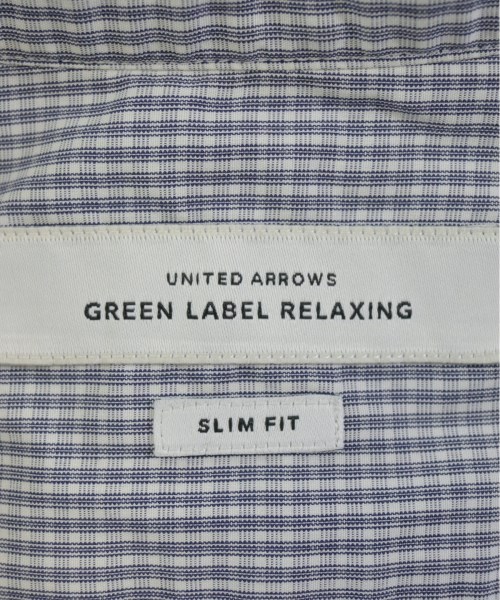 UNITED ARROWS
GREEN LABEL RELAXING
SLIM FIT